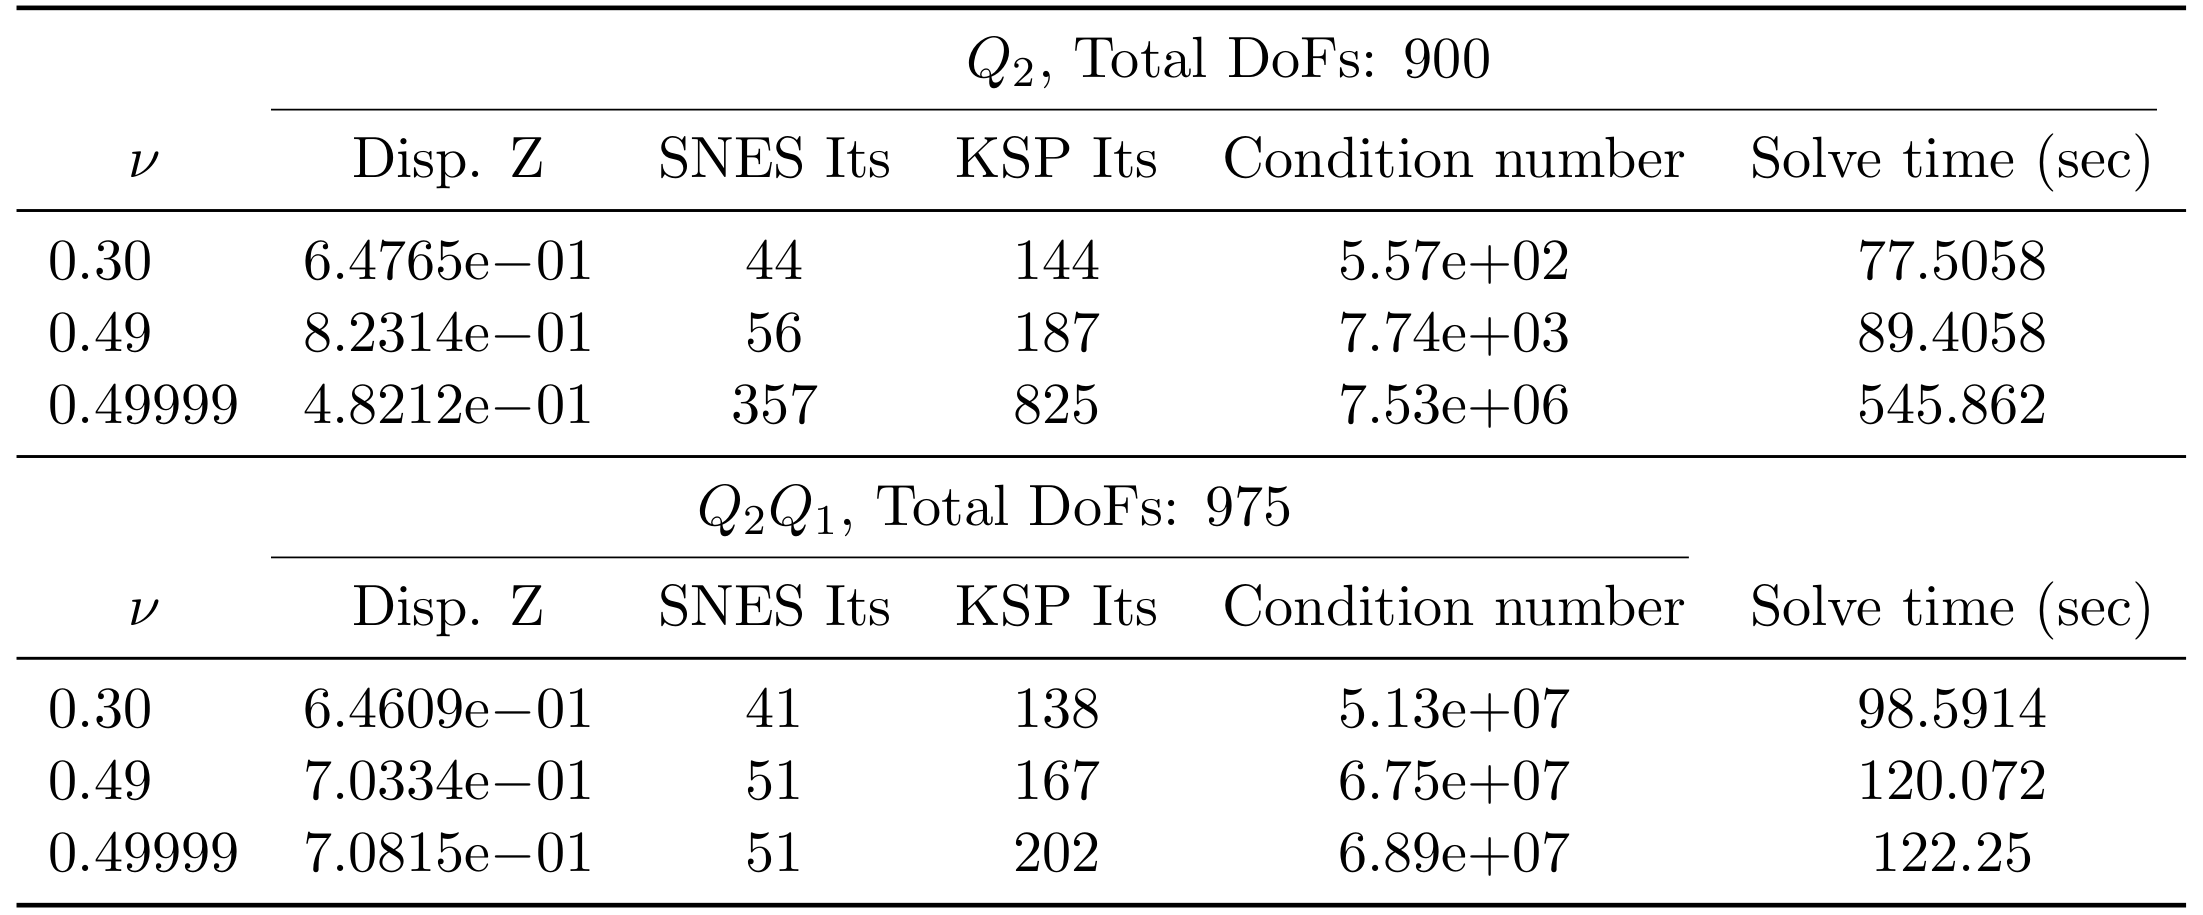 Q₂, Total DoFs: 900
ν Disp. Z SNES Its KSP Its Condition number Solve time (sec)
0.30 6.4765e−01 44 144 5.57e+02 77.5058
0.49 8.2314e−01 56 187 7.74e+03 89.4058
0.49999 4.8212e−01 357 825 7.53e+06 545.862
Q₂Q₁, Total DoFs: 975
ν Disp. Z SNES Its KSP Its Condition number Solve time (sec)
0.30 6.4609e−01 41 138 5.13e+07 98.5914
0.49 7.0334e−01 51 167 6.75e+07 120.072
0.49999 7.0815e−01 51 202 6.89e+07 122.25